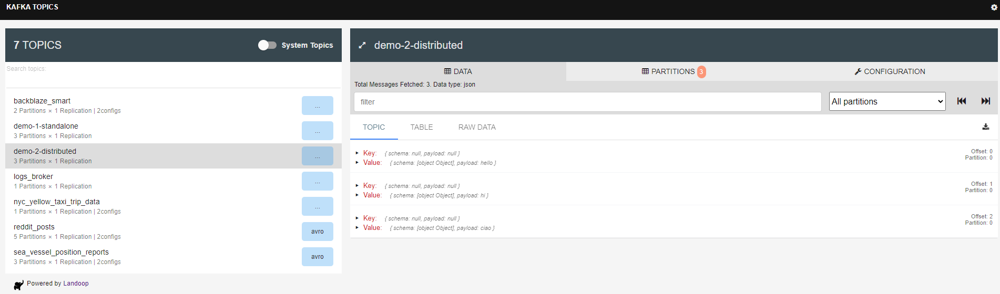 KAFKA TOPICS
7 TOPICS
System Topics
Search topics:
backblaze_smart
2 Partitions × 1 Replication | 2configs
...
demo-1-standalone
3 Partitions × 1 Replication
...
demo-2-distributed
3 Partitions × 1 Replication
...
logs_broker
1 Partitions × 1 Replication
...
nyc_yellow_taxi_trip_data
1 Partitions × 1 Replication | 2configs
...
reddit_posts
5 Partitions × 1 Replication | 2configs
avro
sea_vessel_position_reports
3 Partitions × 1 Replication | 2configs
avro
Powered by Landoop
demo-2-distributed
DATA
PARTITIONS 3
CONFIGURATION
Total Messages Fetched: 3. Data type: json
filter
All partitions
TOPIC
TABLE
RAW DATA
Key: { schema: null, payload: null }
Value: { schema: [object Object], payload: hello }
Offset: 0
Partition: 0
Key: { schema: null, payload: null }
Value: { schema: [object Object], payload: hi }
Offset: 1
Partition: 0
Key: { schema: null, payload: null }
Value: { schema: [object Object], payload: ciao }
Offset: 2
Partition: 0